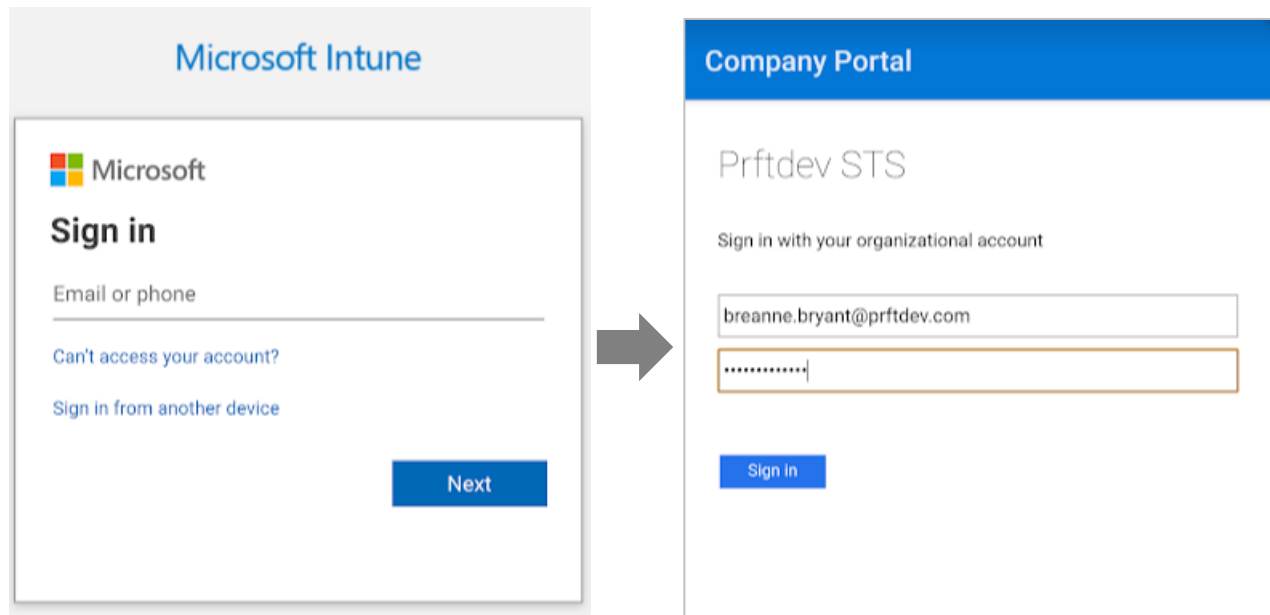 Microsoft Intune
Microsoft
Sign in
Email or phone
Can't access your account?
Sign in from another device
Next
Company Portal
Prftdev STS
Sign in with your organizational account
breanne.bryant@prftdev.com
•••••••••••••
Sign in